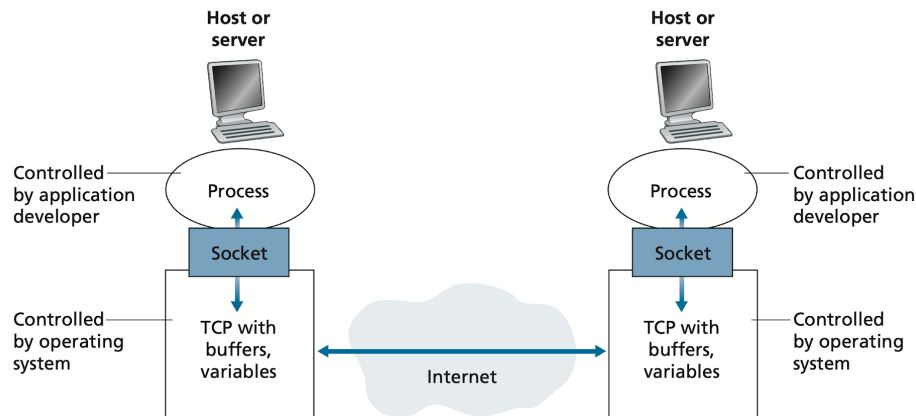 Host or
server
Host or
server
Controlled
by application
developer
Process
Process
Controlled
by application
developer
Socket
Socket
Controlled
by operating
system
TCP with
buffers,
variables
Internet
TCP with
buffers,
variables
Controlled
by operating
system